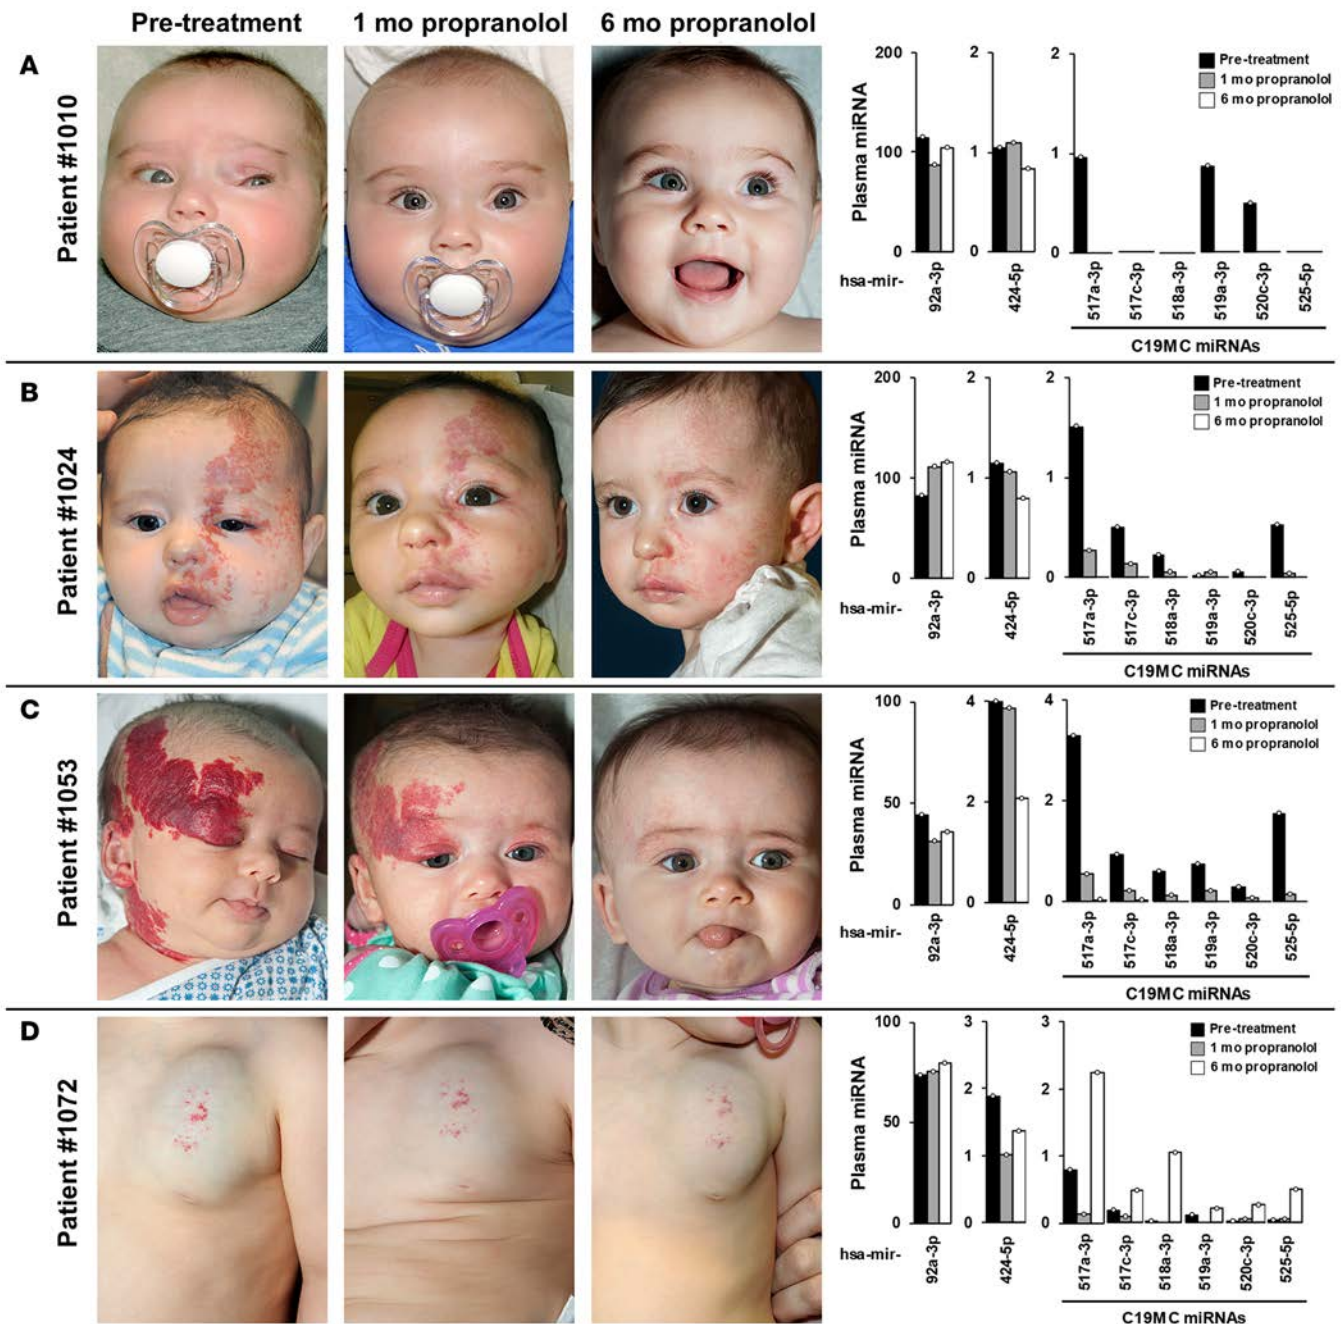 Pre-treatment 1 mo propranolol 6 mo propranolol
A
Patient #1010
Plasma miRNA
200
100
0
2
1
0
2
1
0
Pre-treatment
1 mo propranolol
6 mo propranolol
hsa-mir-
92a-3p
424-5p
517a-3p
517c-3p
518a-3p
519a-3p
520c-3p
525-5p
C19MC miRNAs
B
Patient #1024
Plasma miRNA
200
100
0
2
1
0
2
1
0
Pre-treatment
1 mo propranolol
6 mo propranolol
hsa-mir-
92a-3p
424-5p
517a-3p
517c-3p
518a-3p
519a-3p
520c-3p
525-5p
C19MC miRNAs
C
Patient #1053
Plasma miRNA
100
50
0
4
2
0
4
2
0
Pre-treatment
1 mo propranolol
6 mo propranolol
hsa-mir-
92a-3p
424-5p
517a-3p
517c-3p
518a-3p
519a-3p
520c-3p
525-5p
C19MC miRNAs
D
Patient #1072
Plasma miRNA
100
50
0
3
2
1
0
3
2
1
0
Pre-treatment
1 mo propranolol
6 mo propranolol
hsa-mir-
92a-3p
424-5p
517a-3p
517c-3p
518a-3p
519a-3p
520c-3p
525-5p
C19MC miRNAs